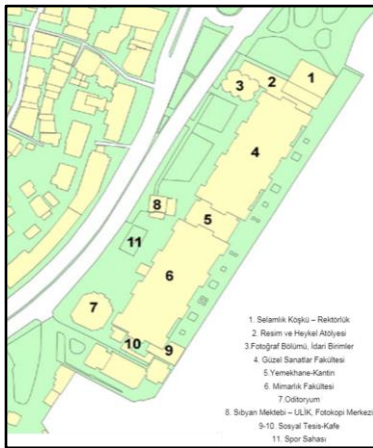 1
2
3
4
5
8
11
6
7
10
9
1. Selamlık Köşkü – Rektörlük
2. Resim ve Heykel Atölyesi
3.Fotoğraf Bölümü, İdari Birimler
4. Güzel Sanatlar Fakültesi
5.Yemekhane-Kantin
6. Mimarlık Fakültesi
7.Oditoryum
8. Sıbyan Mektebi – ULİK, Fotokopi Merkezi
9-10. Sosyal Tesis-Kafe
11. Spor Sahası